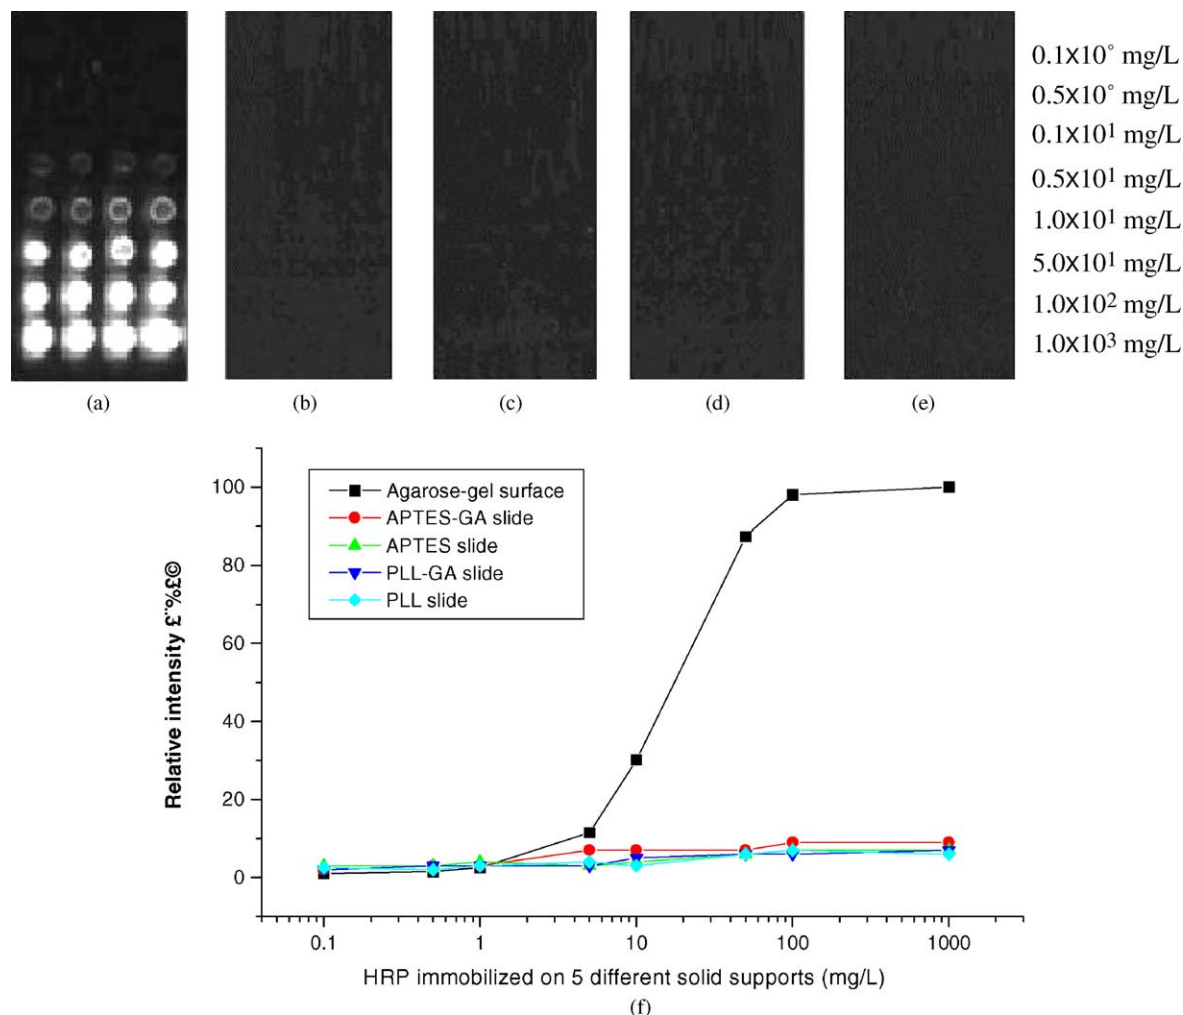 0.1X10° mg/L
0.5X10° mg/L
0.1X10¹ mg/L
0.5X10¹ mg/L
1.0X10¹ mg/L
5.0X10¹ mg/L
1.0X10² mg/L
1.0X10³ mg/L
(a) (b) (c) (d) (e)
100
80
60
40
20
0
Relative intensity £¨%£©
Agarose-gel surface
APTES-GA slide
APTES slide
PLL-GA slide
PLL slide
0.1 1 10 100 1000
HRP immobilized on 5 different solid supports (mg/L)
(f)